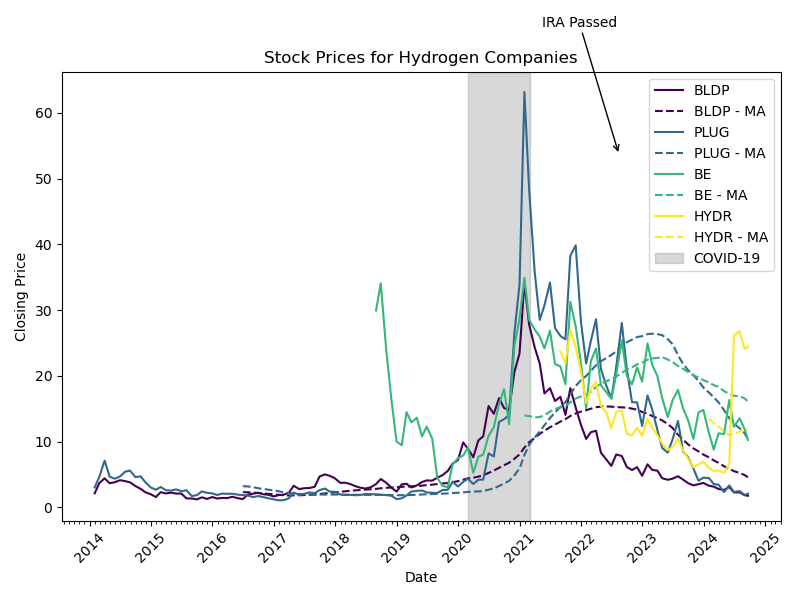 IRA Passed
Stock Prices for Hydrogen Companies
Closing Price
60
50
40
30
20
10
0
BLDP
BLDP - MA
PLUG
PLUG - MA
BE
BE - MA
HYDR
HYDR - MA
COVID-19
2014
2015
2016
2017
2018
2019
2020
2021
2022
2023
2024
2025
Date